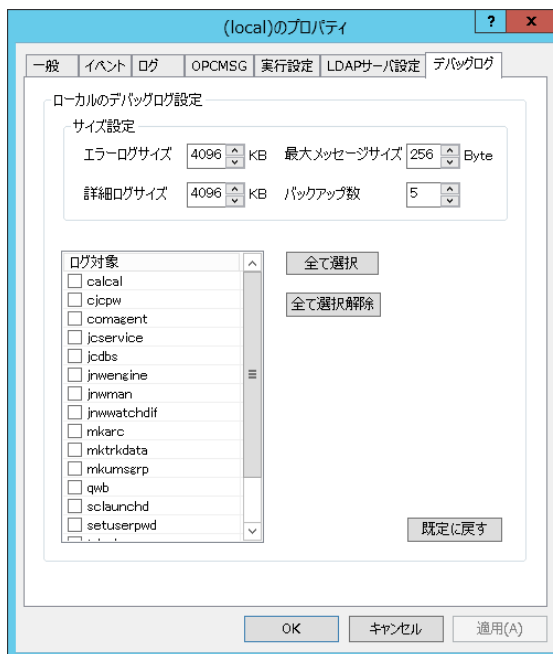 (local)のプロパティ
? x
一般 イベント ログ OPCMSG 実行設定 LDAPサーバ設定 デバッグログ
ローカルのデバッグログ設定
サイズ設定
エラーログサイズ 4096 KB 最大メッセージサイズ 256 Byte
詳細ログサイズ 4096 KB バックアップ数 5
ログ対象
全て選択
calcal
cjcpw
全て選択解除
comagent
jcservice
jcdbs
jnwengine
jnwman
jnwwatchdif
mkarc
mktrkdata
mkumsgrp
qwb
sclaunchd
setuserpwd
既定に戻す
OK キャンセル 適用(A)